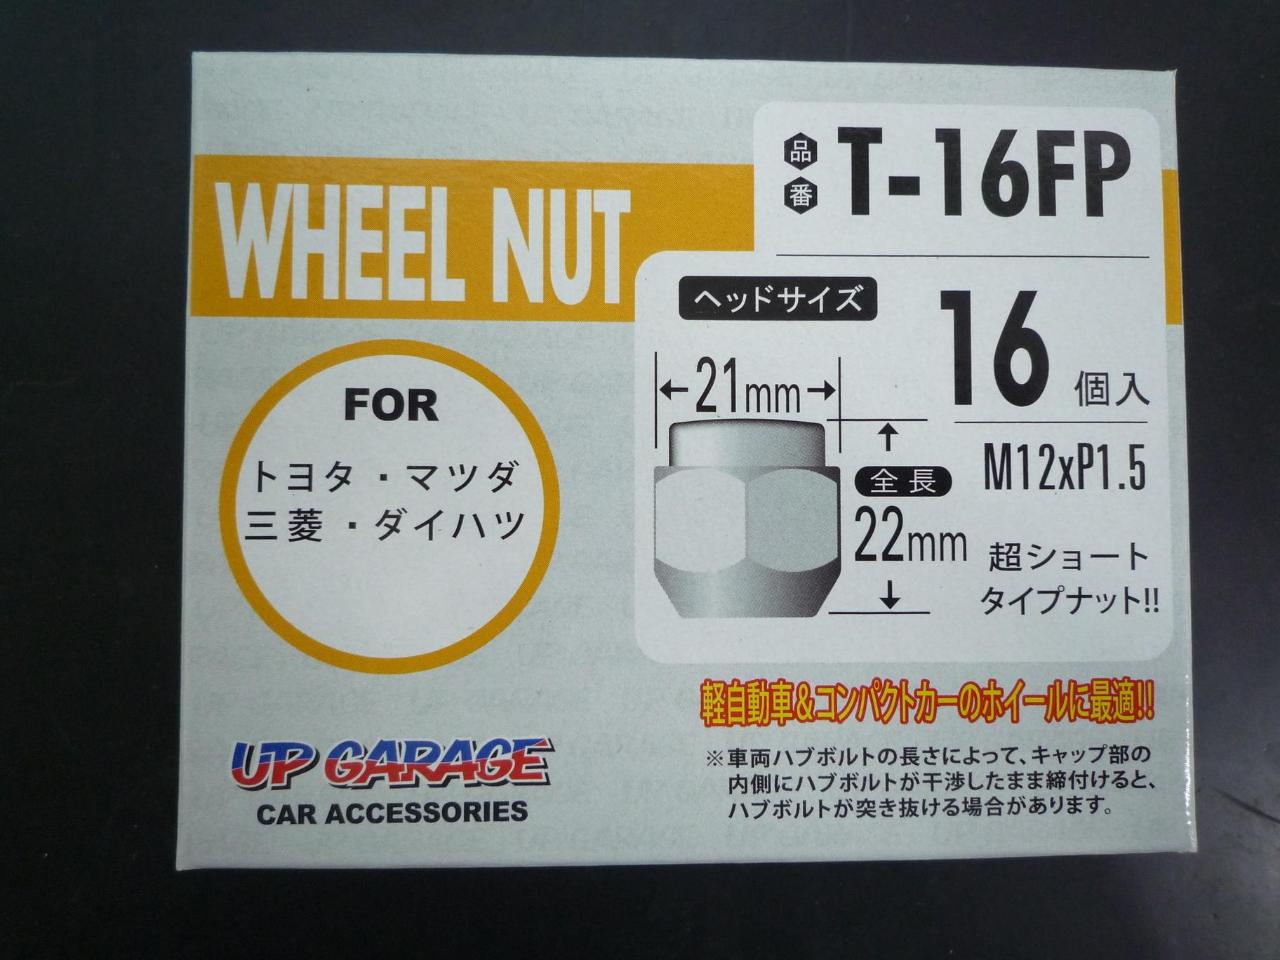 WHEEL NUT
品番 T-16FP
ヘッドサイズ
21mm
16個入
M12xP1.5
全長
22mm
超ショート
タイプナット!!
FOR
トヨタ・マツダ
三菱・ダイハツ
軽自動車&コンパクトカーのホイールに最適!!
※車両ハブボルトの長さによって、キャップ部の
内側にハブボルトが干渉したまま締付けると、
ハブボルトが突き抜ける場合があります。
UP GARAGE
CAR ACCESSORIES